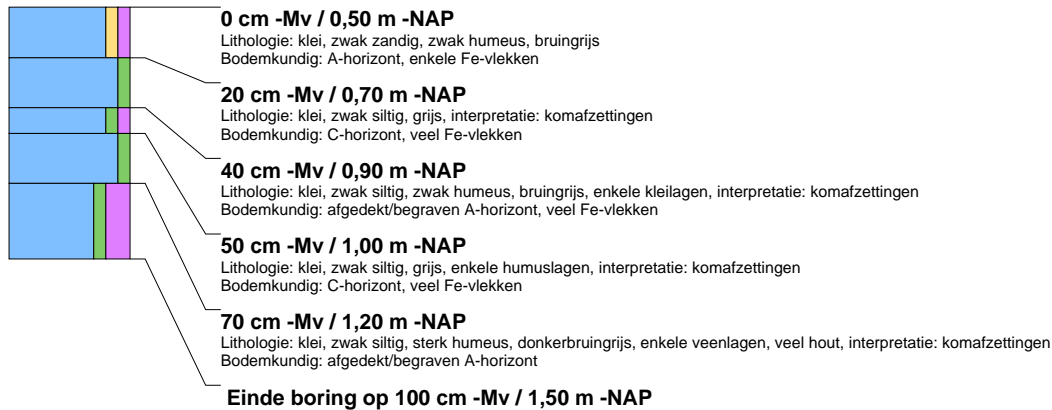 0 cm -Mv / 0,50 m -NAP
Lithologie: klei, zwak zandig, zwak humeus, bruingrijs
Bodemkundig: A-horizont, enkele Fe-vlekken
20 cm -Mv / 0,70 m -NAP
Lithologie: klei, zwak siltig, grijs, interpretatie: komafzettingen
Bodemkundig: C-horizont, veel Fe-vlekken
40 cm -Mv / 0,90 m -NAP
Lithologie: klei, zwak siltig, zwak humeus, bruingrijs, enkele kleilagen, interpretatie: komafzettingen
Bodemkundig: afgedekt/begraven A-horizont, veel Fe-vlekken
50 cm -Mv / 1,00 m -NAP
Lithologie: klei, zwak siltig, grijs, enkele humuslagen, interpretatie: komafzettingen
Bodemkundig: C-horizont, veel Fe-vlekken
70 cm -Mv / 1,20 m -NAP
Lithologie: klei, zwak siltig, sterk humeus, donkerbruingrijs, enkele veenlagen, veel hout, interpretatie: komafzettingen
Bodemkundig: afgedekt/begraven A-horizont
Einde boring op 100 cm -Mv / 1,50 m -NAP